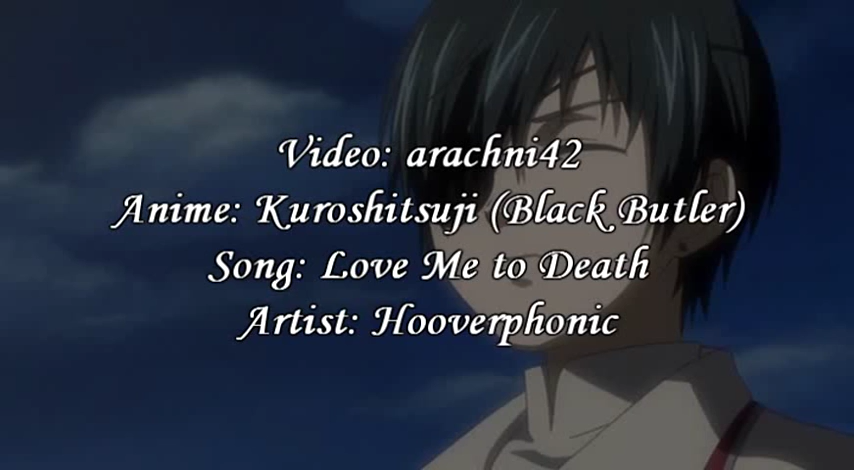 Video: arachni42
Anime: Kuroshitsuji (Black Butler)
Song: Love Me to Death
Artist: Hooverphonic